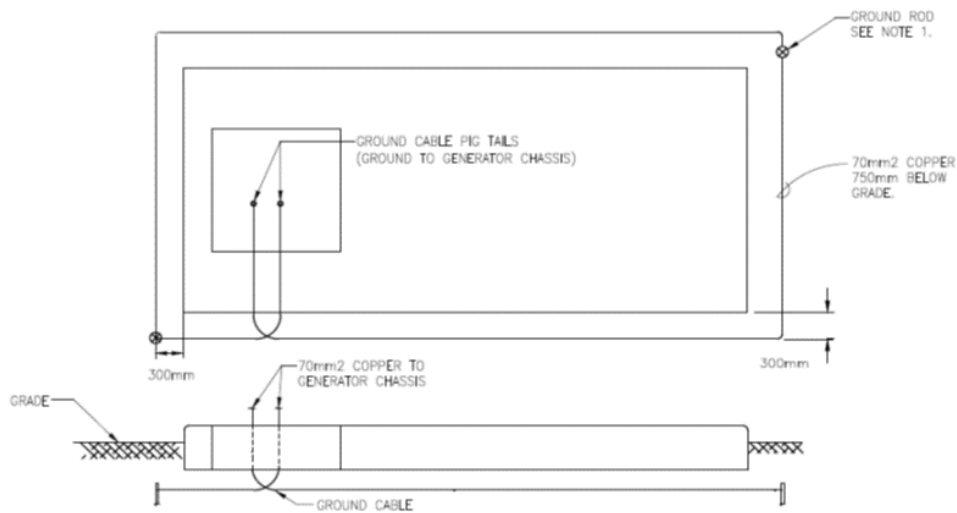 GROUND ROD
SEE NOTE 1.
GROUND CABLE PIG TAILS
(GROUND TO GENERATOR CHASSIS)
70mm2 COPPER
750mm BELOW
GRADE.
300mm
300mm
70mm2 COPPER TO
GENERATOR CHASSIS
GRADE
GROUND CABLE